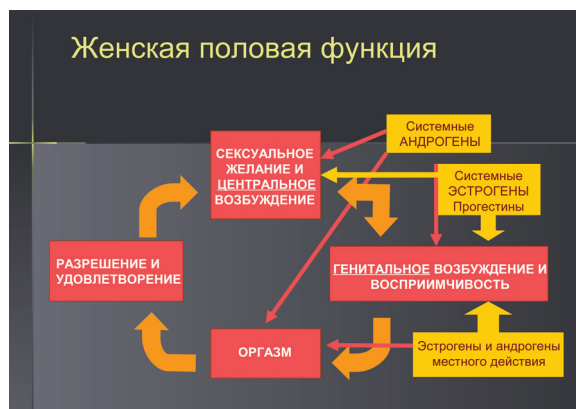 Женская половая функция
Системные
АНДРОГЕНЫ
СЕКСУАЛЬНОЕ
ЖЕЛАНИЕ И
ЦЕНТРАЛЬНОЕ
ВОЗБУЖДЕНИЕ
Системные
ЭСТРОГЕНЫ
Прогестины
РАЗРЕШЕНИЕ И
УДОВЛЕТВОРЕНИЕ
ГЕНИТАЛЬНОЕ ВОЗБУЖДЕНИЕ И
ВОСПРИИМЧИВОСТЬ
ОРГАЗМ
Эстрогены и андрогены
местного действия